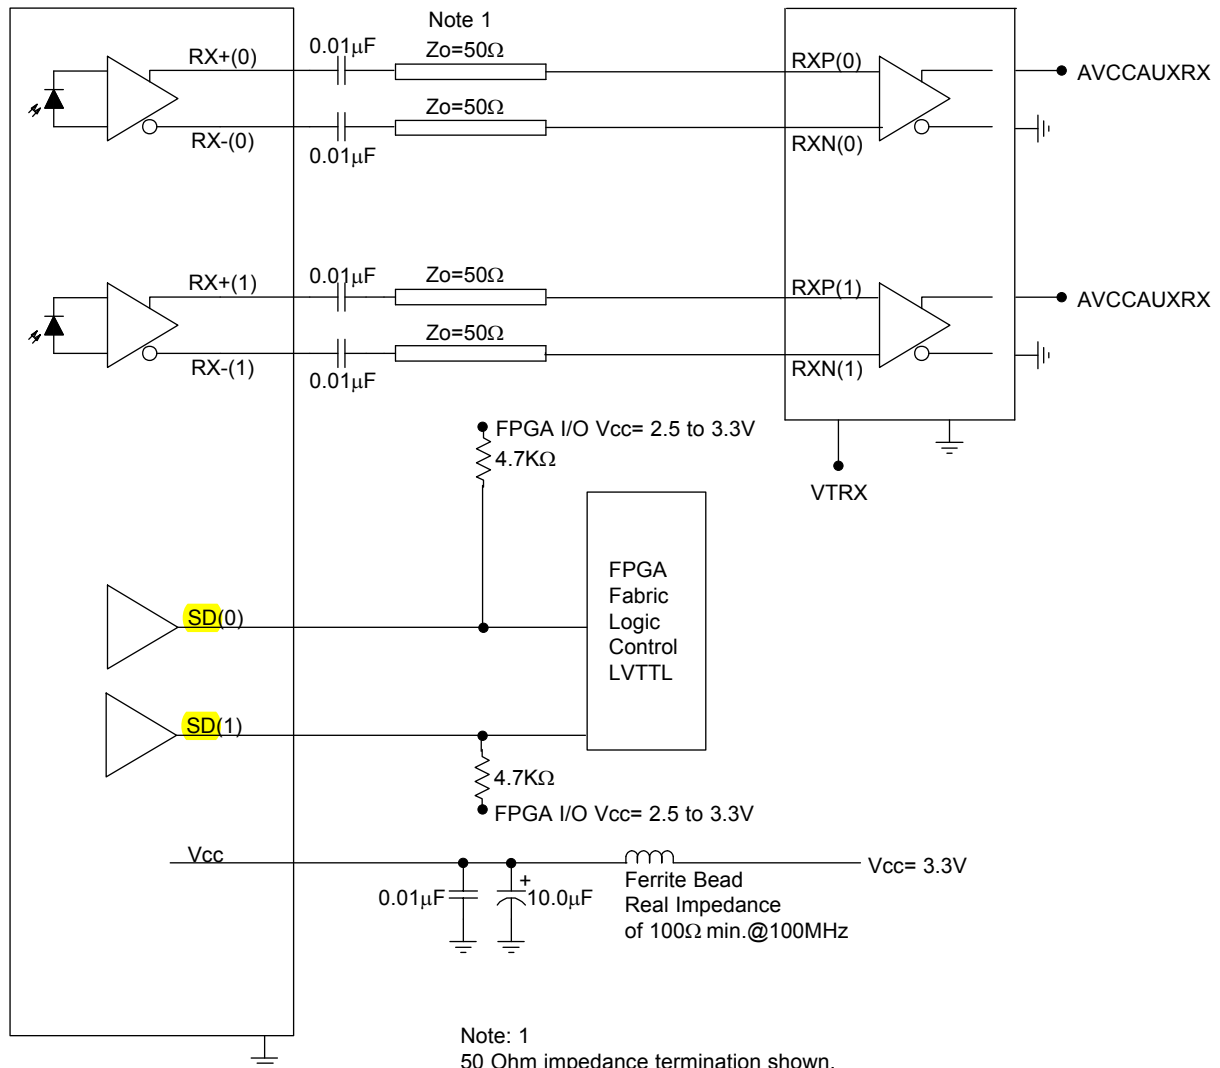 Note 1
0.01μF
Zo=50Ω
RX+(0)
RXP(0)
AVCCAUXRX
Zo=50Ω
RX-(0)
RXN(0)
0.01μF
0.01μF
Zo=50Ω
RX+(1)
RXP(1)
AVCCAUXRX
Zo=50Ω
RX-(1)
RXN(1)
0.01μF
FPGA I/O Vcc= 2.5 to 3.3V
4.7KΩ
VTRX
FPGA
Fabric
Logic
Control
LVTTL
SD(0)
SD(1)
4.7KΩ
FPGA I/O Vcc= 2.5 to 3.3V
Vcc
Vcc= 3.3V
0.01μF
+
10.0μF
Ferrite Bead
Real Impedance
of 100Ω min.@100MHz
Note: 1
50 Ohm impedance termination shown.